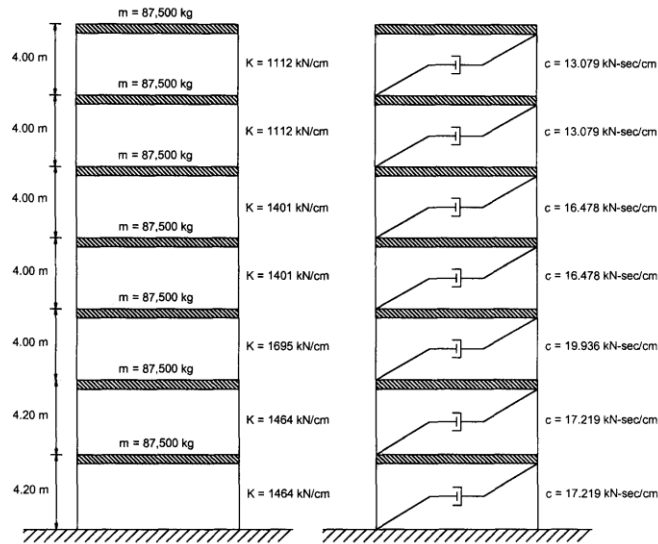 m = 87,500 kg
4.00 m
K = 1112 kN/cm
c = 13.079 kN-sec/cm
m = 87,500 kg
4.00 m
K = 1112 kN/cm
c = 13.079 kN-sec/cm
m = 87,500 kg
4.00 m
K = 1401 kN/cm
c = 16.478 kN-sec/cm
m = 87,500 kg
4.00 m
K = 1401 kN/cm
c = 16.478 kN-sec/cm
m = 87,500 kg
4.00 m
K = 1695 kN/cm
c = 19.936 kN-sec/cm
m = 87,500 kg
4.20 m
K = 1464 kN/cm
c = 17.219 kN-sec/cm
m = 87,500 kg
4.20 m
K = 1464 kN/cm
c = 17.219 kN-sec/cm